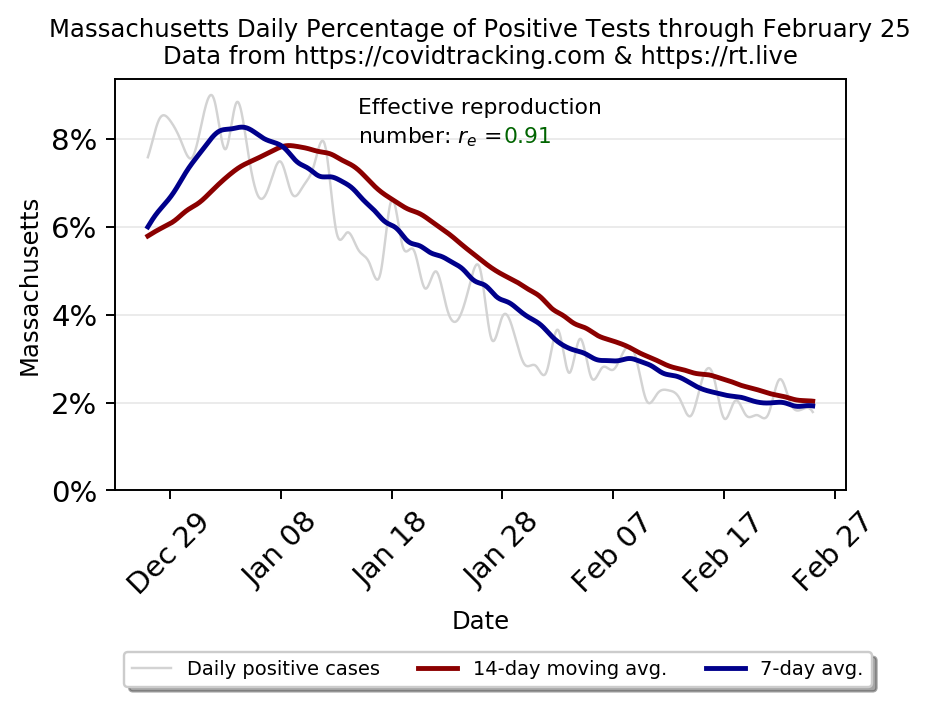 Massachusetts Daily Percentage of Positive Tests through February 25
Data from https://covidtracking.com & https://rt.live
Effective reproduction
number: rₑ =0.91
Massachusetts
8%
6%
4%
2%
0%
Dec 29
Jan 08
Jan 18
Jan 28
Feb 07
Feb 17
Feb 27
Date
Daily positive cases
14-day moving avg.
7-day avg.